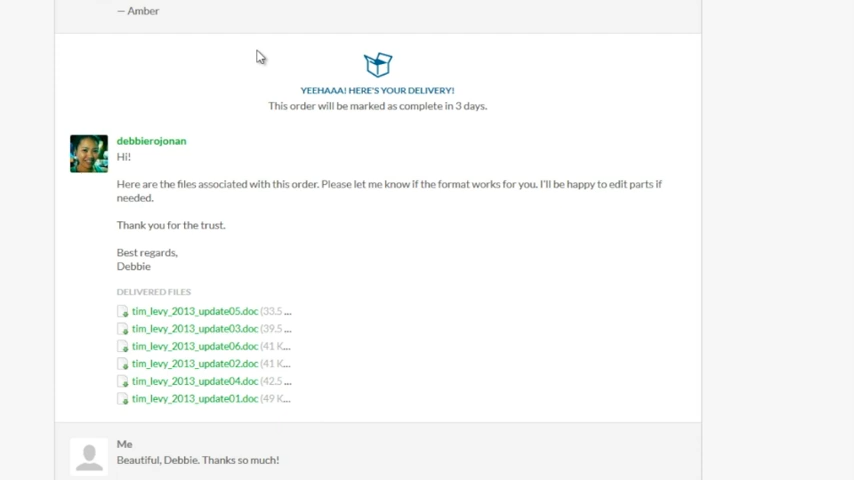 — Amber
YEEHAAA! HERE'S YOUR DELIVERY!
This order will be marked as complete in 3 days.
debbierojonan
Hi!
Here are the files associated with this order. Please let me know if the format works for you. I'll be happy to edit parts if
needed.
Thank you for the trust.
Best regards,
Debbie
DELIVERED FILES
tim_levy_2013_update05.doc (33.5 ...
tim_levy_2013_update03.doc (39.5 ...
tim_levy_2013_update06.doc (41 K...
tim_levy_2013_update02.doc (41 K...
tim_levy_2013_update04.doc (42.5 ...
tim_levy_2013_update01.doc (49 K...
Me
Beautiful, Debbie. Thanks so much!